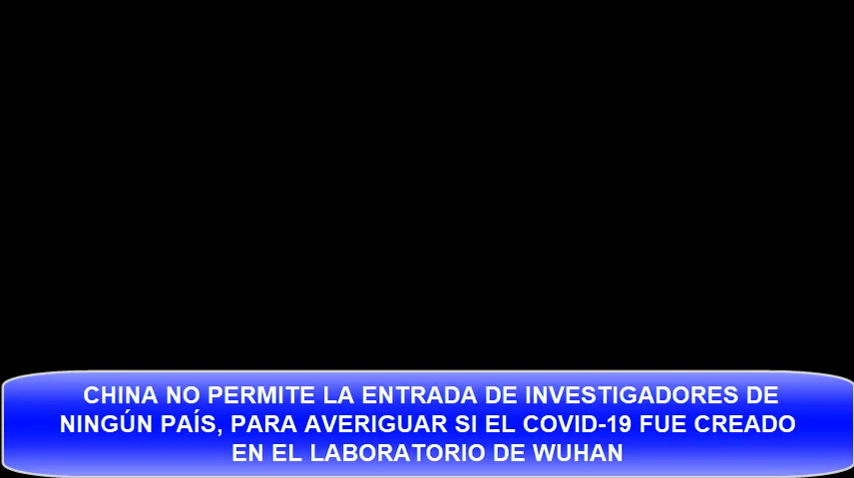 CHINA NO PERMITE LA ENTRADA DE INVESTIGADORES DE
NINGÚN PAÍS, PARA AVERIGUAR SI EL COVID-19 FUE CREADO
EN EL LABORATORIO DE WUHAN